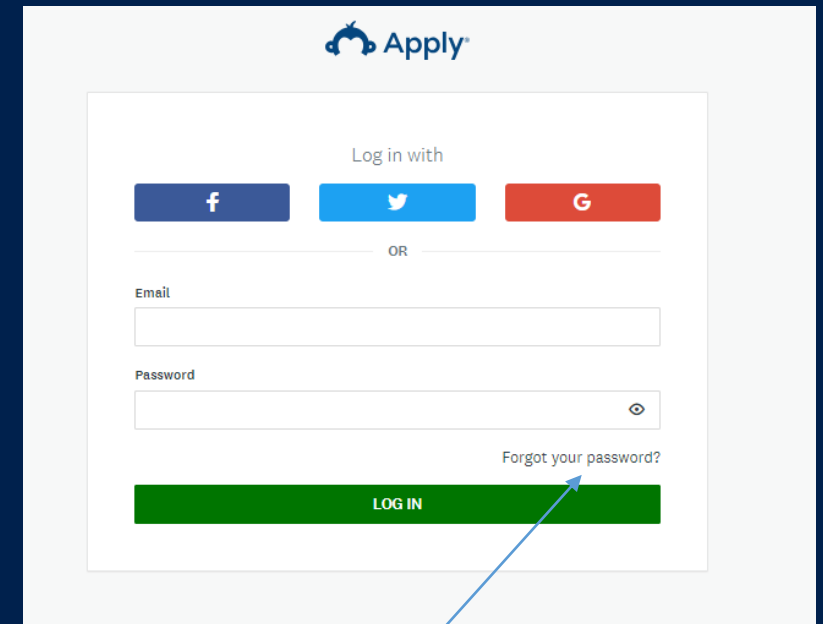 Apply
Log in with
f
G
OR
Email
Password
Forgot your password?
LOG IN